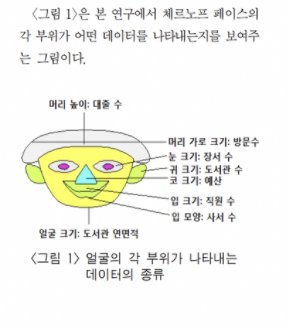 〈그림 1〉은 본 연구에서 체르노프 페이스의
각 부위가 어떤 데이터를 나타내는지를 보여주
는 그림이다.
머리 높이: 대출 수
머리 가로 크기: 방문수
눈 크기: 장서 수
귀 크기: 도서관 수
코 크기: 예산
입 크기: 직원 수
입 모양: 사서 수
얼굴 크기: 도서관 연면적
〈그림 1〉 얼굴의 각 부위가 나타내는
데이터의 종류